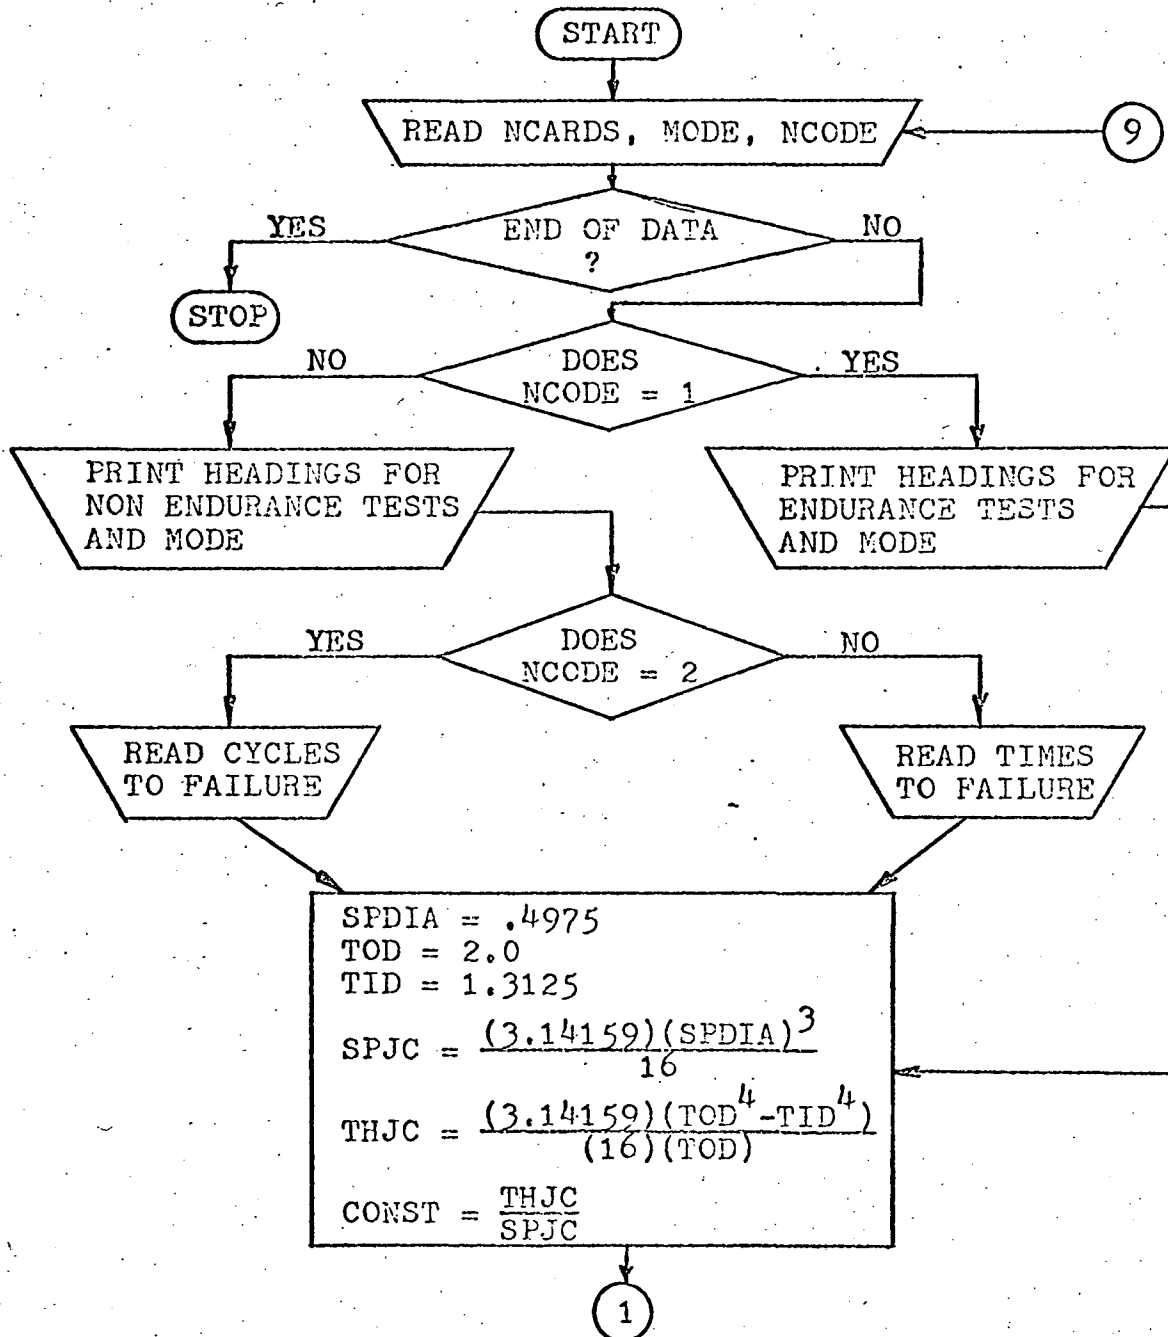 START
READ NCARDS, MODE, NCODE
9
YES
END OF DATA
?
NO
STOP
NO
DOES
NCODE = 1
YES
PRINT HEADINGS FOR
NON ENDURANCE TESTS
AND MODE
PRINT HEADINGS FOR
ENDURANCE TESTS
AND MODE
YES
DOES
NCODE = 2
NO
READ CYCLES
TO FAILURE
READ TIMES
TO FAILURE
SPDIA = .4975
TOD = 2.0
TID = 1.3125
SPJC = (3.14159)(SPDIA)^3 / 16
THJC = (3.14159)(TOD^4-TID^4) / (16)(TOD)
CONST = THJC / SPJC
1